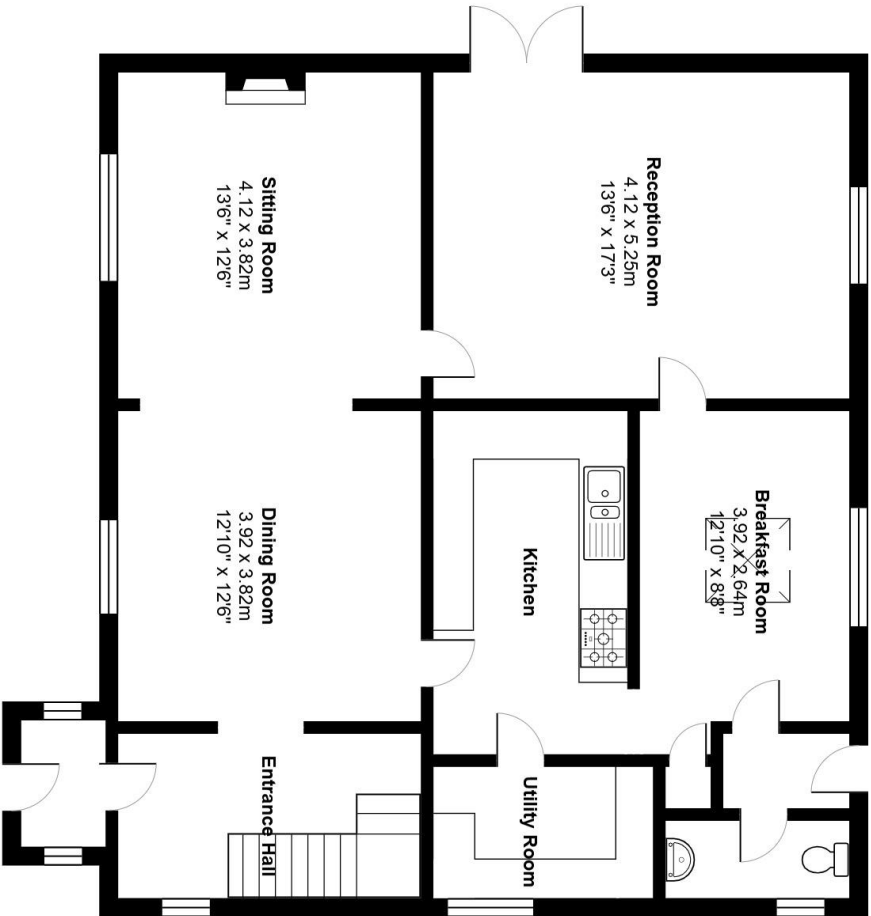 Reception Room
4.12 x 5.25m
13'6" x 17'3"
Sitting Room
4.12 x 3.82m
13'6" x 12'6"
Breakfast Room
3.92 x 2.64m
12'10" x 8'8"
Kitchen
Dining Room
3.92 x 3.82m
12'10" x 12'6"
Utility Room
Entrance Hall